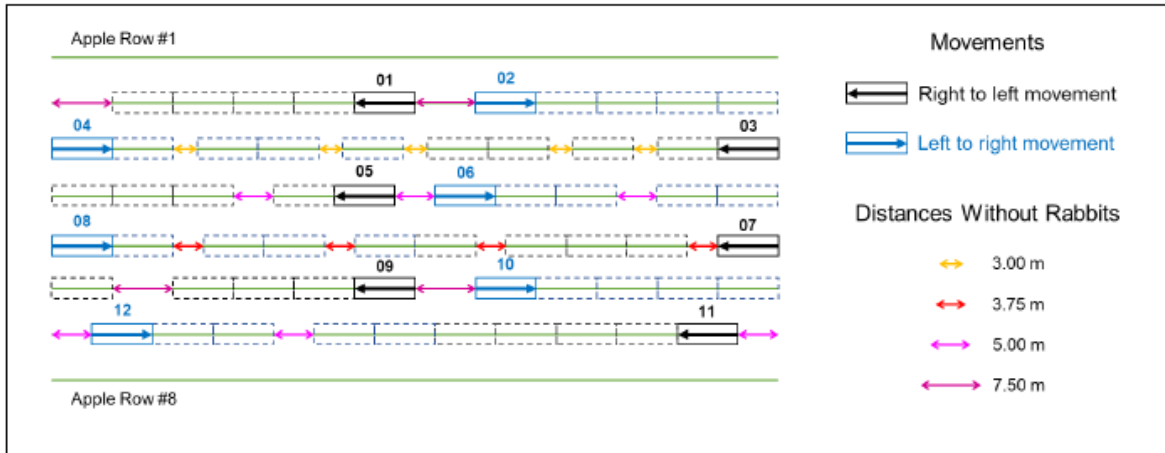 Apple Row #1
01
02
04
03
05
06
08
07
09
10
12
11
Apple Row #8
Movements
Right to left movement
Left to right movement
Distances Without Rabbits
3.00 m
3.75 m
5.00 m
7.50 m